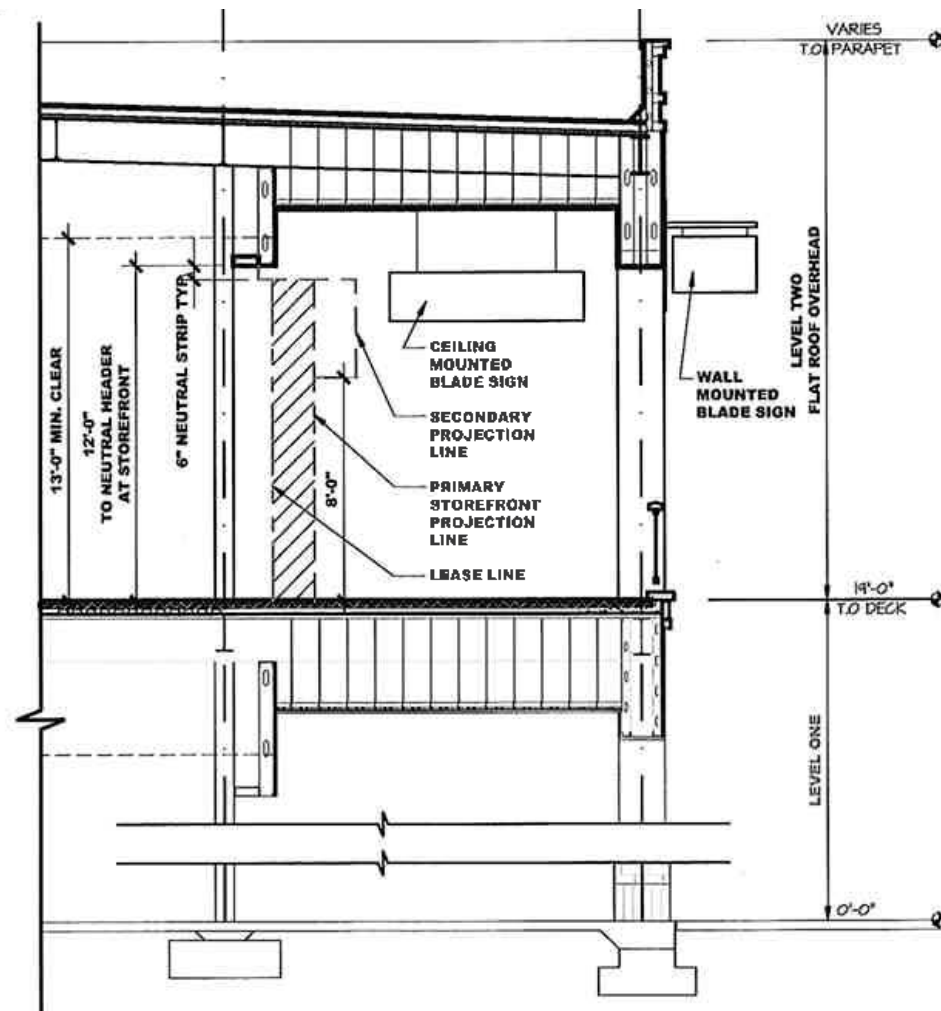 VARIES
T.O. PARAPET
LEVEL TWO
FLAT ROOF OVERHEAD
WALL
MOUNTED
BLADE SIGN
CEILING
MOUNTED
BLADE SIGN
SECONDARY
PROJECTION
LINE
PRIMARY
STOREFRONT
PROJECTION
LINE
LEASE LINE
13'-0" MIN. CLEAR
12'-0"
TO NEUTRAL HEADER
AT STOREFRONT
6" NEUTRAL STRIP TYP.
8'-0"
19'-0"
T.O DECK
LEVEL ONE
0'-0"